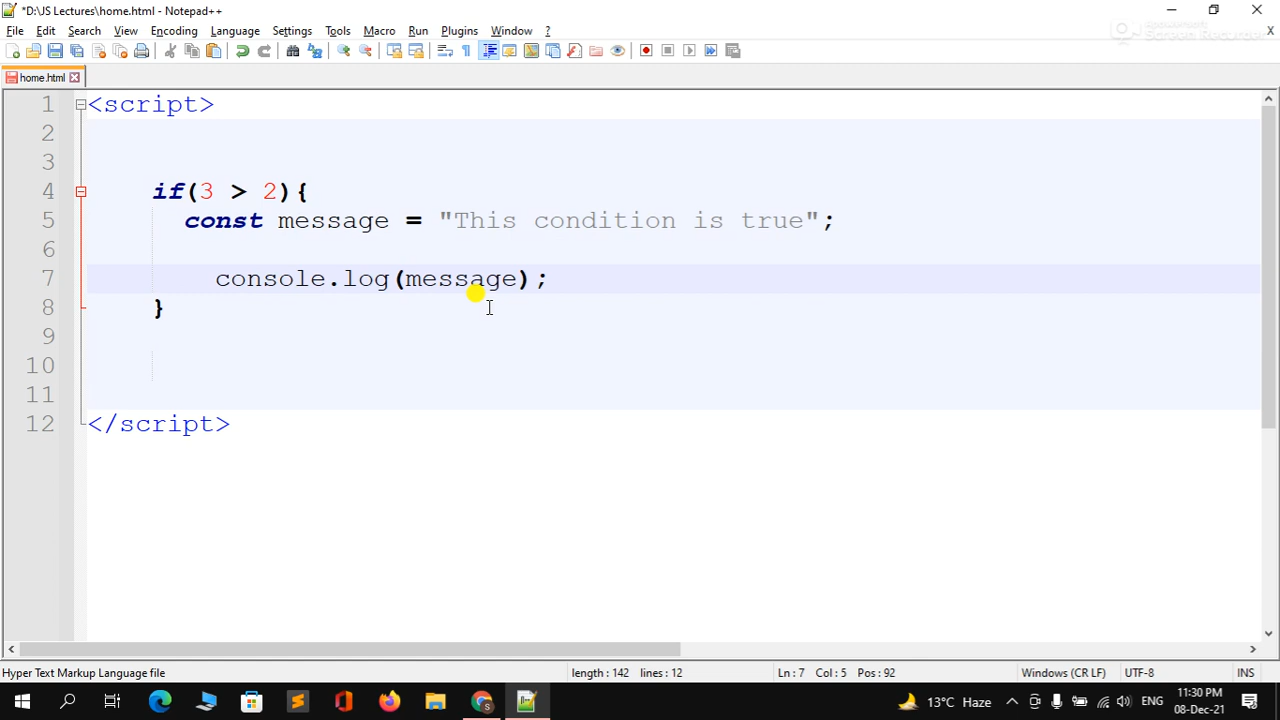 *D:\JS Lectures\home.html - Notepad++
File Edit Search View Encoding Language Settings Tools Macro Run Plugins Window ?
X
home.html
1 <script>
2
3
4 if(3 > 2){
5 const message = "This condition is true";
6
7 console.log(message);
8 }
9
10
11
12 </script>
Hyper Text Markup Language file length : 142 lines : 12 Ln : 7 Col : 5 Pos : 92 Windows (CR LF) UTF-8 INS
13°C Haze ENG 11:30 PM
08-Dec-21